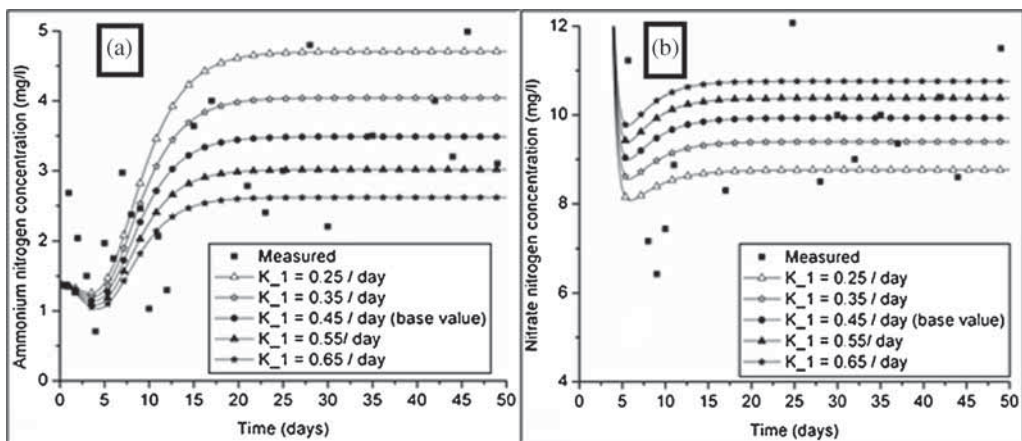 (a)
Ammonium nitrogen concentration (mg/l)
5
4
3
2
1
0
Measured
K_1 = 0.25 / day
K_1 = 0.35 / day
K_1 = 0.45 / day (base value)
K_1 = 0.55/ day
K_1 = 0.65 / day
0 5 10 15 20 25 30 35 40 45 50
Time (days)
(b)
Nitrate nitrogen concentration (mg/l)
12
10
8
6
4
Measured
K_1 = 0.25 / day
K_1 = 0.35 / day
K_1 = 0.45 / day (base value)
K_1 = 0.55 / day
K_1 = 0.65 / day
0 5 10 15 20 25 30 35 40 45 50
Time (days)